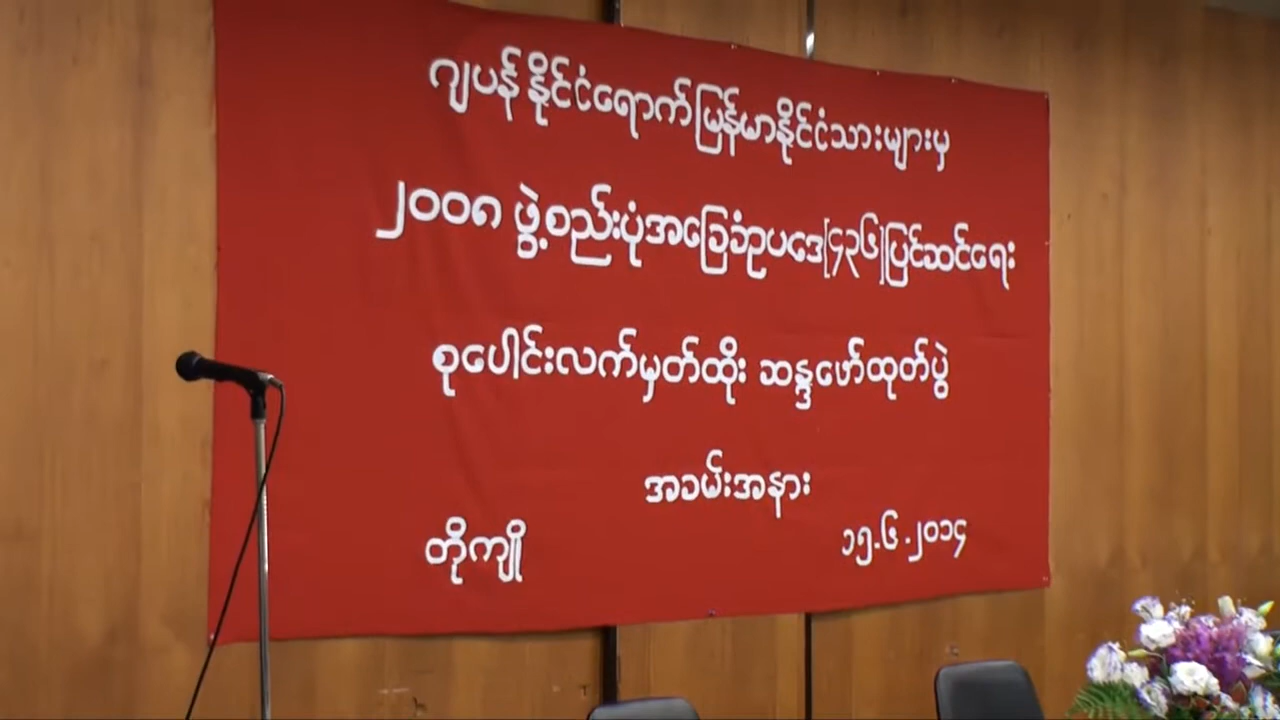 ဂျပန် နိုင်ငံရောက်မြန်မာနိုင်ငံသားများမှ
၂၀၀၈ ဖွဲ့စည်းပုံအခြေခံဥပဒေ(၄၃၆)ပြင်ဆင်ရေး
စုပေါင်းလက်မှတ်ထိုး ဆန္ဒဖော်ထုတ်ပွဲ
အခမ်းအနား
တိုကျို ၁၅.၆.၂၀၁၄